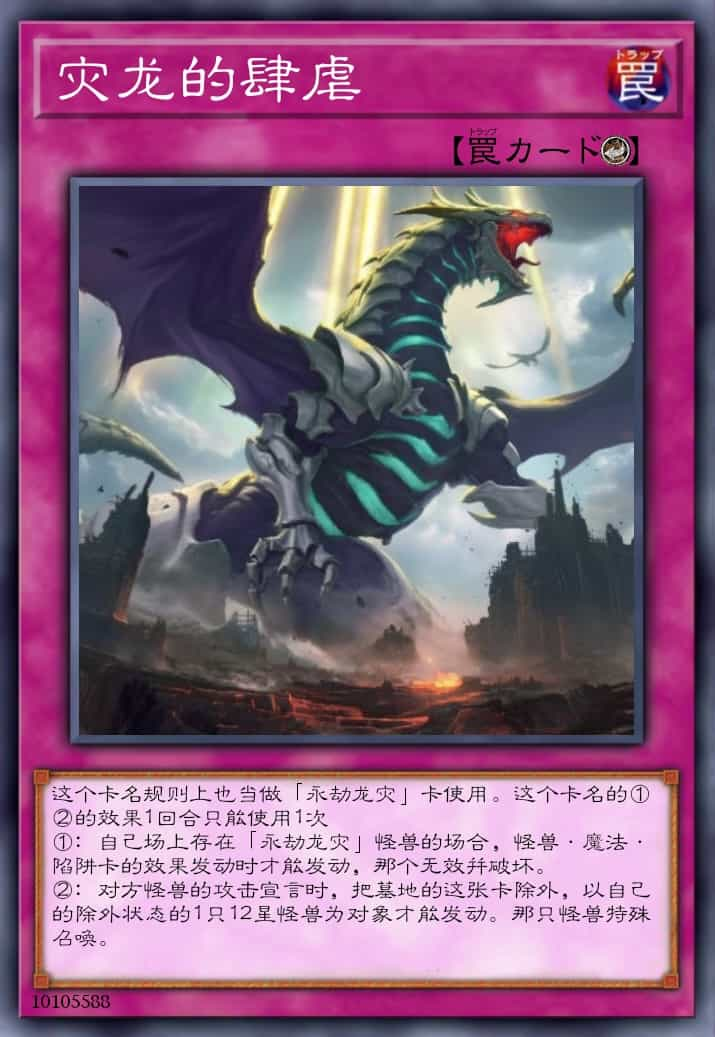 灾龙的肆虐
トラップ
罠
トラップ
【罠カード】
这个卡名规则上也当做「永劫龙灾」卡使用。这个卡名的①
②的效果1回合只能使用1次
①：自己场上存在「永劫龙灾」怪兽的场合，怪兽·魔法·
陷阱卡的效果发动时才能发动，那个无效并破坏。
②：对方怪兽的攻击宣言时，把墓地的这张卡除外，以自己
的除外状态的1只12星怪兽为对象才能发动。那只怪兽特殊
召唤。
10105588